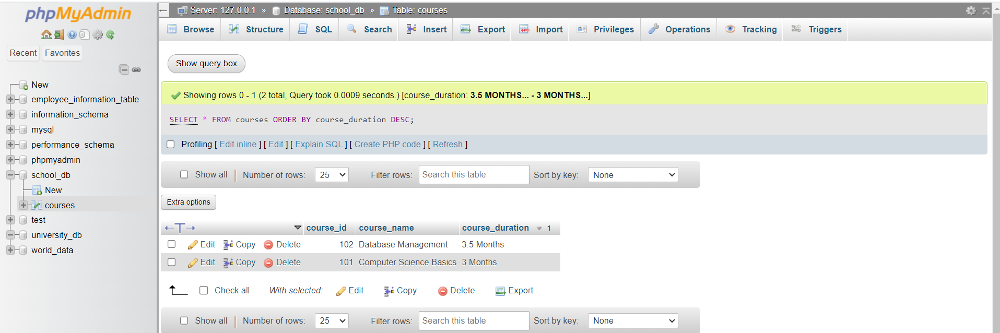 phpMyAdmin
Recent Favorites
New
employee_information_table
information_schema
mysql
performance_schema
phpmyadmin
school_db
New
courses
test
university_db
world_data
Server: 127.0.0.1 » Database: school_db » Table: courses
Browse Structure SQL Search Insert Export Import Privileges Operations Tracking Triggers
Show query box
Showing rows 0 - 1 (2 total, Query took 0.0009 seconds.) [course_duration: 3.5 MONTHS... - 3 MONTHS...]
SELECT * FROM courses ORDER BY course_duration DESC;
Profiling [ Edit inline ] [ Edit ] [ Explain SQL ] [ Create PHP code ] [ Refresh ]
Show all Number of rows: 25 Filter rows: Search this table Sort by key: None
Extra options
course_id course_name course_duration 1
Edit Copy Delete 102 Database Management 3.5 Months
Edit Copy Delete 101 Computer Science Basics 3 Months
Check all With selected: Edit Copy Delete Export
Show all Number of rows: 25 Filter rows: Search this table Sort by key: None